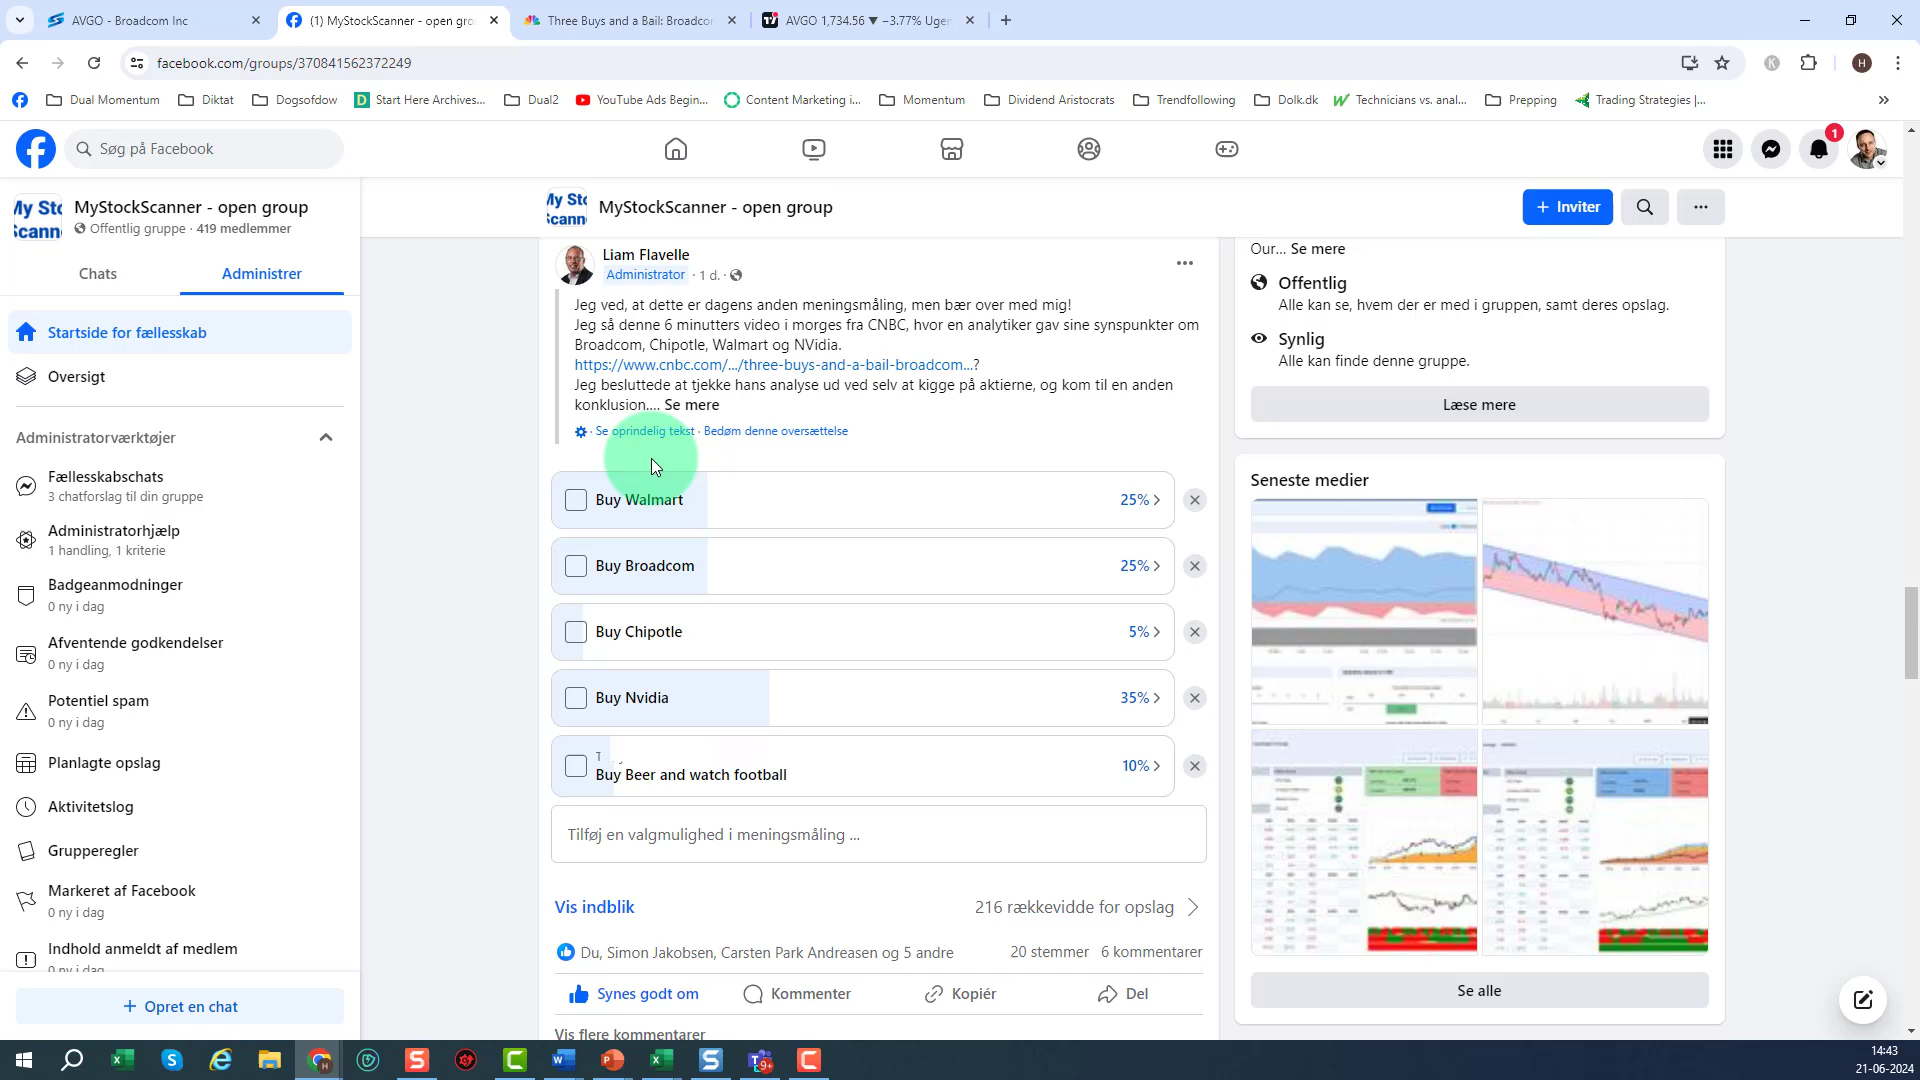 AVGO - Broadcom Inc
(1) MyStockScanner - open gro
Three Buys and a Bail: Broadcom
AVGO 1,734.56 ▼ −3.77% Uge
facebook.com/groups/370841562372249
K
H
Dual Momentum
Diktat
Dogsofdow
Start Here Archives...
Dual2
YouTube Ads Begin...
Content Marketing i...
Momentum
Dividend Aristocrats
Trendfollowing
Dolk.dk
Technicians vs. anal...
Prepping
Trading Strategies |...
Søg på Facebook
1
My Sto
Scann
MyStockScanner - open group
Offentlig gruppe · 419 medlemmer
Chats
Administrer
Startside for fællesskab
Oversigt
Administratorværktøjer
Fællesskabschats
3 chatforslag til din gruppe
Administratorhjælp
1 handling, 1 kriterie
Badgeanmodninger
0 ny i dag
Afventende godkendelser
0 ny i dag
Potentiel spam
0 ny i dag
Planlagte opslag
Aktivitetslog
Grupperegler
Markeret af Facebook
0 ny i dag
Indhold anmeldt af medlem
0 ny i dag
+ Opret en chat
My Sto
Scann
MyStockScanner - open group
+ Inviter
Liam Flavelle
Administrator · 1 d. ·
Jeg ved, at dette er dagens anden meningsmåling, men bær over med mig!
Jeg så denne 6 minutters video i morges fra CNBC, hvor en analytiker gav sine synspunkter om
Broadcom, Chipotle, Walmart og NVidia.
https://www.cnbc.com/.../three-buys-and-a-bail-broadcom...?
Jeg besluttede at tjekke hans analyse ud ved selv at kigge på aktierne, og kom til en anden
konklusion.... Se mere
· Se oprindelig tekst · Bedøm denne oversættelse
Buy Walmart
25%
Buy Broadcom
25%
Buy Chipotle
5%
Buy Nvidia
35%
Buy Beer and watch football
10%
Tilføj en valgmulighed i meningsmåling ...
Vis indblik
216 rækkevidde for opslag
Du, Simon Jakobsen, Carsten Park Andreasen og 5 andre
20 stemmer
6 kommentarer
Synes godt om
Kommenter
Kopiér
Del
Vis flere kommentarer
Our... Se mere
Offentlig
Alle kan se, hvem der er med i gruppen, samt deres opslag.
Synlig
Alle kan finde denne gruppe.
Læse mere
Seneste medier
Se alle
9+
14:43
21-06-2024